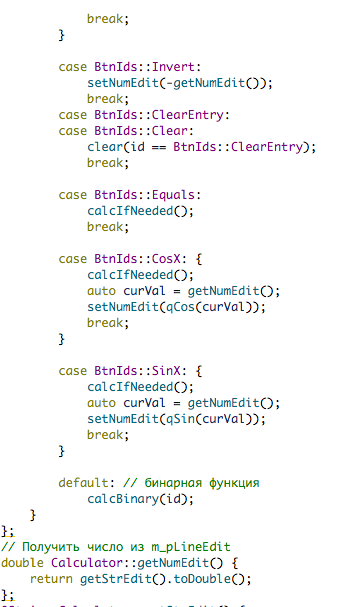 break;
}
case BtnIds::Invert:
setNumEdit(-getNumEdit());
break;
case BtnIds::ClearEntry:
case BtnIds::Clear:
clear(id == BtnIds::ClearEntry);
break;
case BtnIds::Equals:
calcIfNeeded();
break;
case BtnIds::CosX: {
calcIfNeeded();
auto curVal = getNumEdit();
setNumEdit(qCos(curVal));
break;
}
case BtnIds::SinX: {
calcIfNeeded();
auto curVal = getNumEdit();
setNumEdit(qSin(curVal));
break;
}
default: // бинарная функция
calcBinary(id);
}
};
// Получить число из m_pLineEdit
double Calculator::getNumEdit() {
return getStrEdit().toDouble();
};